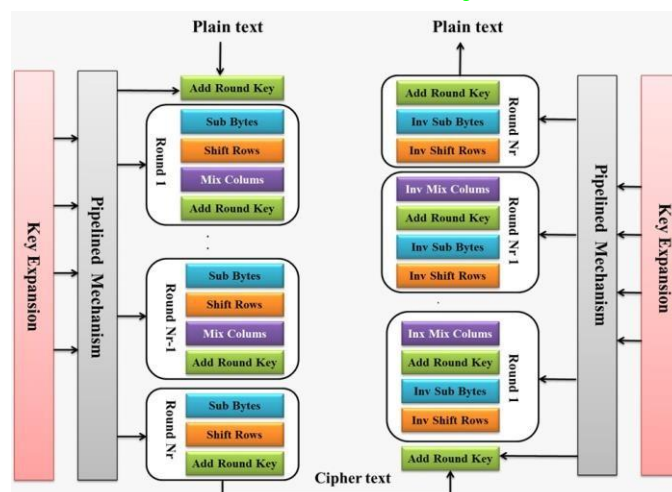 Plain text
Plain text
Key Expansion
Pipelined Mechanism
Add Round Key
Round 1
Sub Bytes
Shift Rows
Mix Colums
Add Round Key
Round Nr-1
Sub Bytes
Shift Rows
Mix Colums
Add Round Key
Round Nr
Sub Bytes
Shift Rows
Add Round Key
Cipher text
Add Round Key
Inv Sub Bytes
Inv Shift Rows
Round Nr
Inv Mix Colums
Add Round Key
Inv Sub Bytes
Inv Shift Rows
Round Nr 1
Inx Mix Colums
Add Round Key
Inv Sub Bytes
Inv Shift Rows
Round 1
Add Round Key
Pipelined Mechanism
Key Expansion